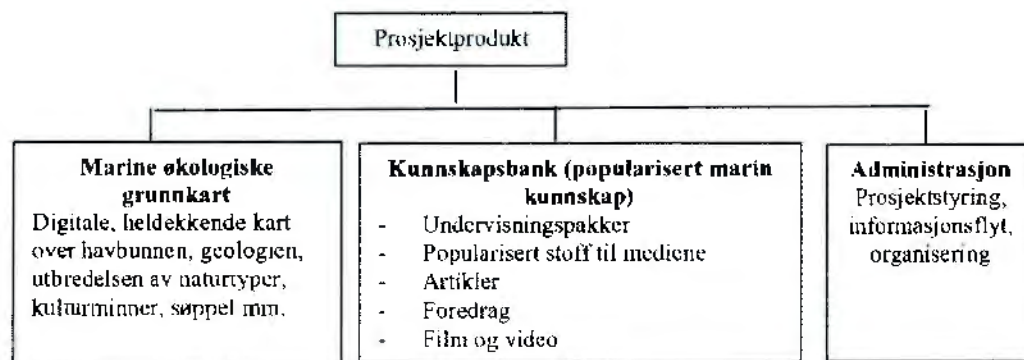 Prosjektprodukt
Marine økologiske
grunnkart
Digitale, heldekkende kart
over havbunnen, geologien,
utbredelsen av naturtyper,
kulturminner, søppel mm.
Kunnskapsbank (popularisert marin
kunnskap)
- Undervisningspakker
- Popularisert stoff til mediene
- Artikler
- Foredrag
- Film og video
Administrasjon
Prosjektstyring,
informasjonsflyt,
organisering